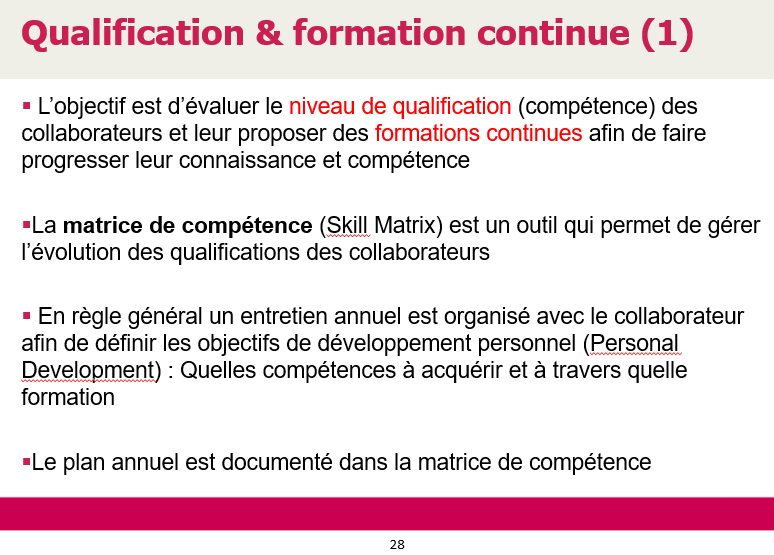 Qualification & formation continue (1)
▪ L’objectif est d’évaluer le niveau de qualification (compétence) des
collaborateurs et leur proposer des formations continues afin de faire
progresser leur connaissance et compétence
▪La matrice de compétence (Skill Matrix) est un outil qui permet de gérer
l’évolution des qualifications des collaborateurs
▪ En règle général un entretien annuel est organisé avec le collaborateur
afin de définir les objectifs de développement personnel (Personal
Development) : Quelles compétences à acquérir et à travers quelle
formation
▪Le plan annuel est documenté dans la matrice de compétence
28